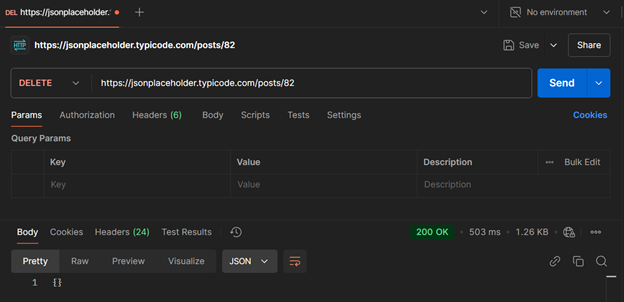 DEL https://jsonplaceholder. No environment
HTTP https://jsonplaceholder.typicode.com/posts/82 Save Share
DELETE https://jsonplaceholder.typicode.com/posts/82 Send
Params Authorization Headers (6) Body Scripts Tests Settings Cookies
Query Params
Key Value Description Bulk Edit
Key Value Description
Body Cookies Headers (24) Test Results 200 OK 503 ms 1.26 KB
Pretty Raw Preview Visualize JSON
1 {}